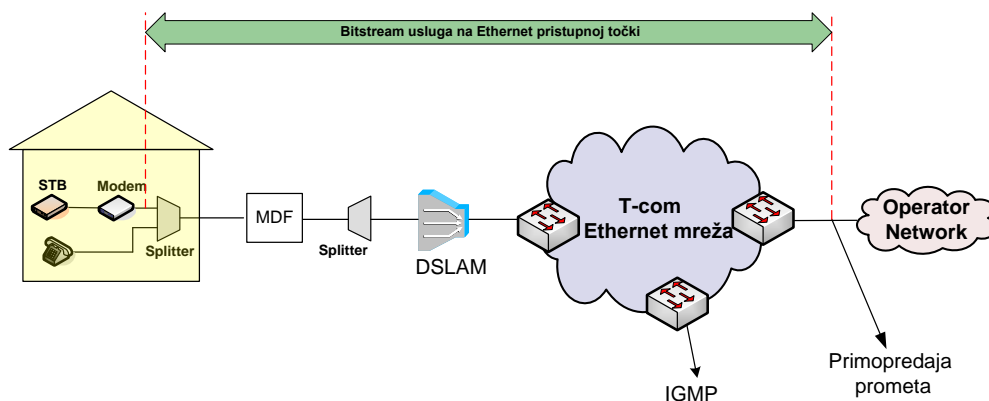 Bitstream usluga na Ethernet pristupnoj točki
STB
Modem
Splitter
MDF
Splitter
DSLAM
T-com
Ethernet mreža
IGMP
Operator
Network
Primopredaja
prometa